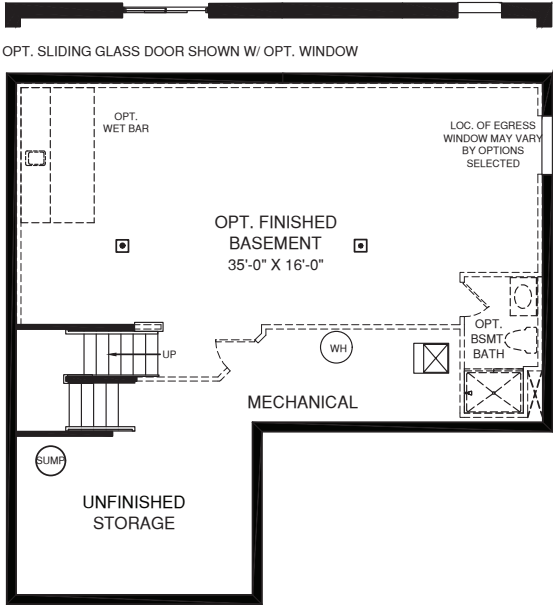 OPT. SLIDING GLASS DOOR SHOWN W/ OPT. WINDOW
OPT.
WET BAR
LOC. OF EGRESS
WINDOW MAY VARY
BY OPTIONS
SELECTED
OPT. FINISHED
BASEMENT
35'-0" X 16'-0"
OPT.
BSMT
BATH
UP
WH
MECHANICAL
SUMP
UNFINISHED
STORAGE